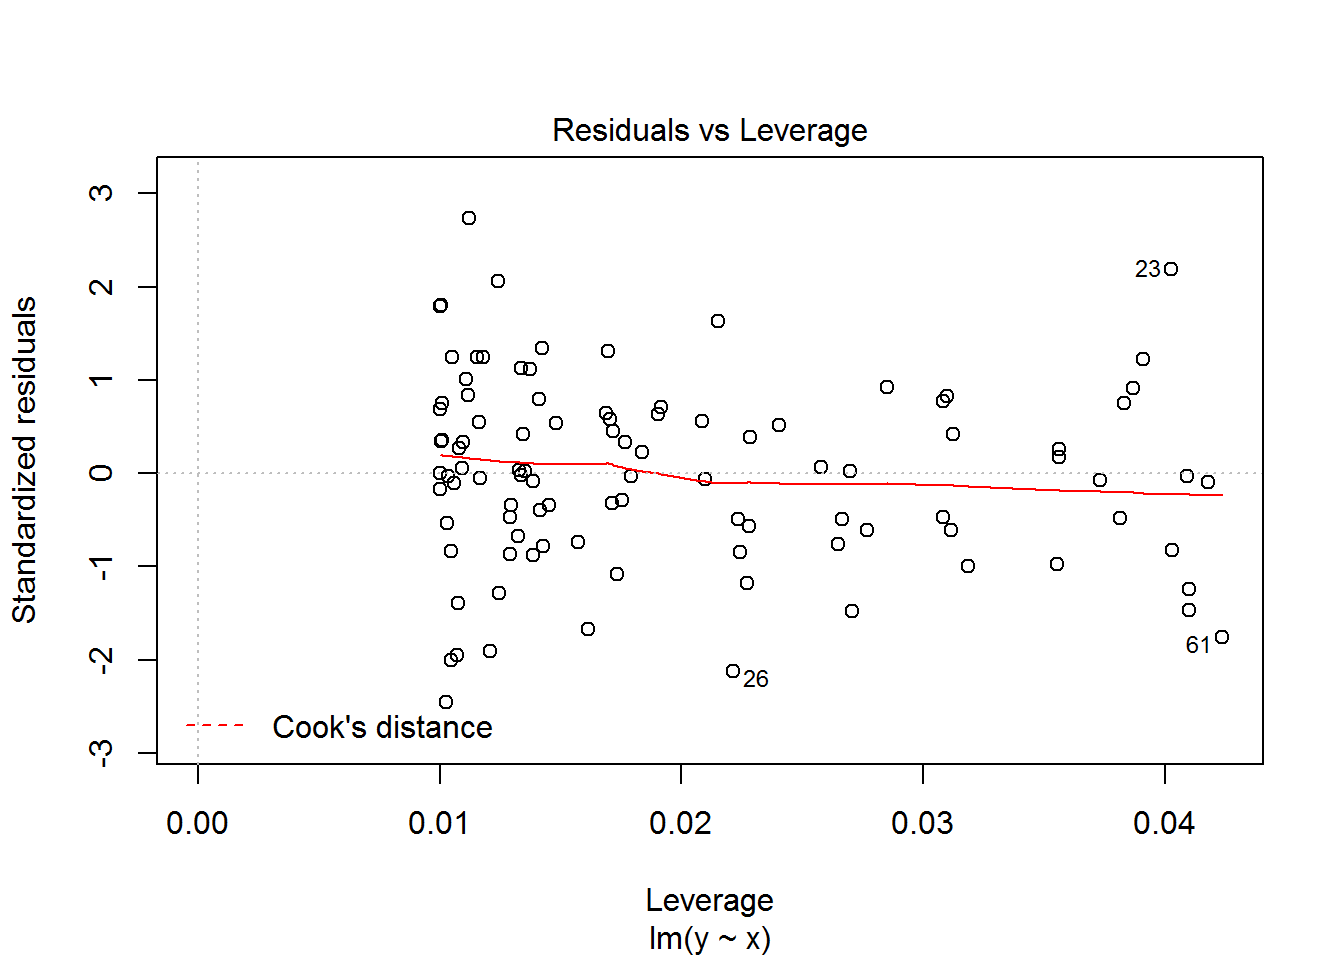 Residuals vs Leverage
Standardized residuals
3
2
1
0
-1
-2
-3
23
61
26
Cook's distance
0.00 0.01 0.02 0.03 0.04
Leverage
lm(y ~ x)